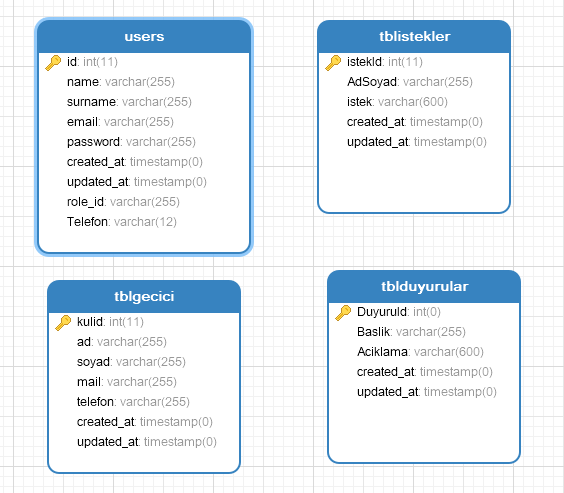 users
id: int(11)
name: varchar(255)
surname: varchar(255)
email: varchar(255)
password: varchar(255)
created_at: timestamp(0)
updated_at: timestamp(0)
role_id: varchar(255)
Telefon: varchar(12)
tblistekler
istekId: int(11)
AdSoyad: varchar(255)
istek: varchar(600)
created_at: timestamp(0)
updated_at: timestamp(0)
tblgecici
kulid: int(11)
ad: varchar(255)
soyad: varchar(255)
mail: varchar(255)
telefon: varchar(255)
created_at: timestamp(0)
updated_at: timestamp(0)
tblduyurular
DuyuruId: int(0)
Baslik: varchar(255)
Aciklama: varchar(600)
created_at: timestamp(0)
updated_at: timestamp(0)